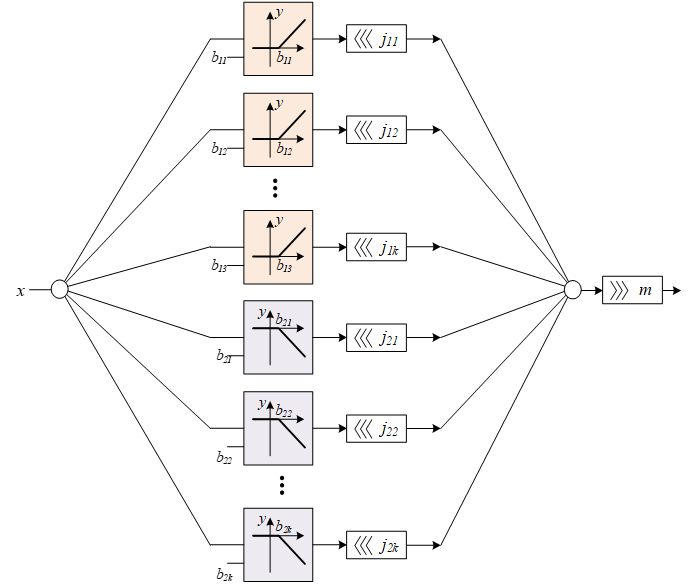 y
b11
b11
⋘ j11
y
b12
b12
⋘ j12
y
b13
b13
⋘ j1k
x
⋙ m
y
b21
b21
⋘ j21
y
b22
b22
⋘ j22
y
b2k
b2k
⋘ j2k